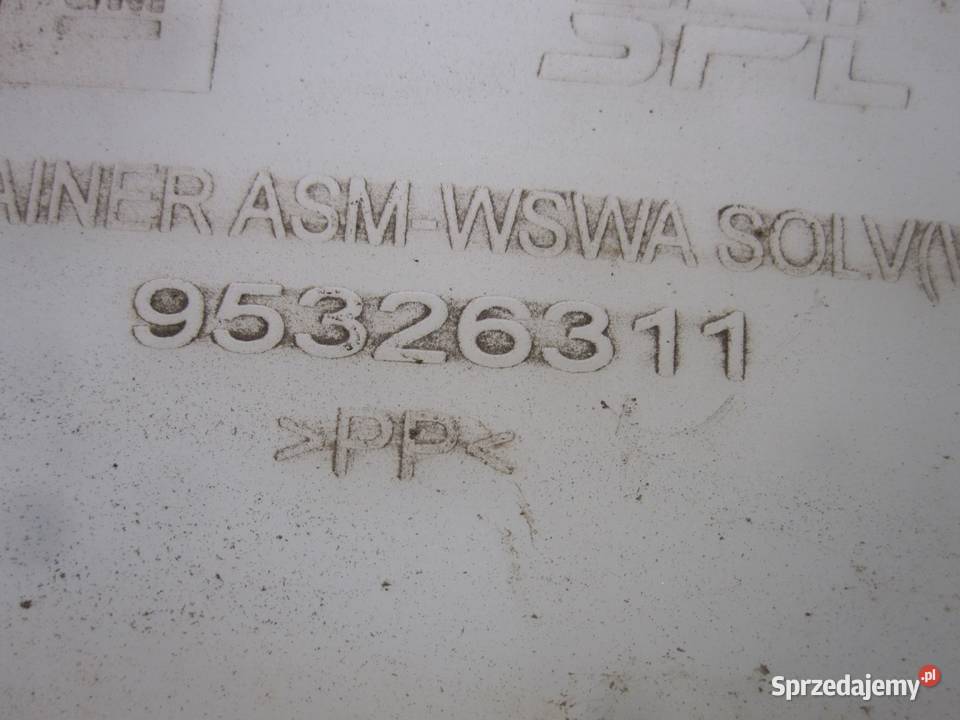 SPL
AINER ASM-WSWA SOLV(W
95326311
>PP<
Sprzedajemy.pl